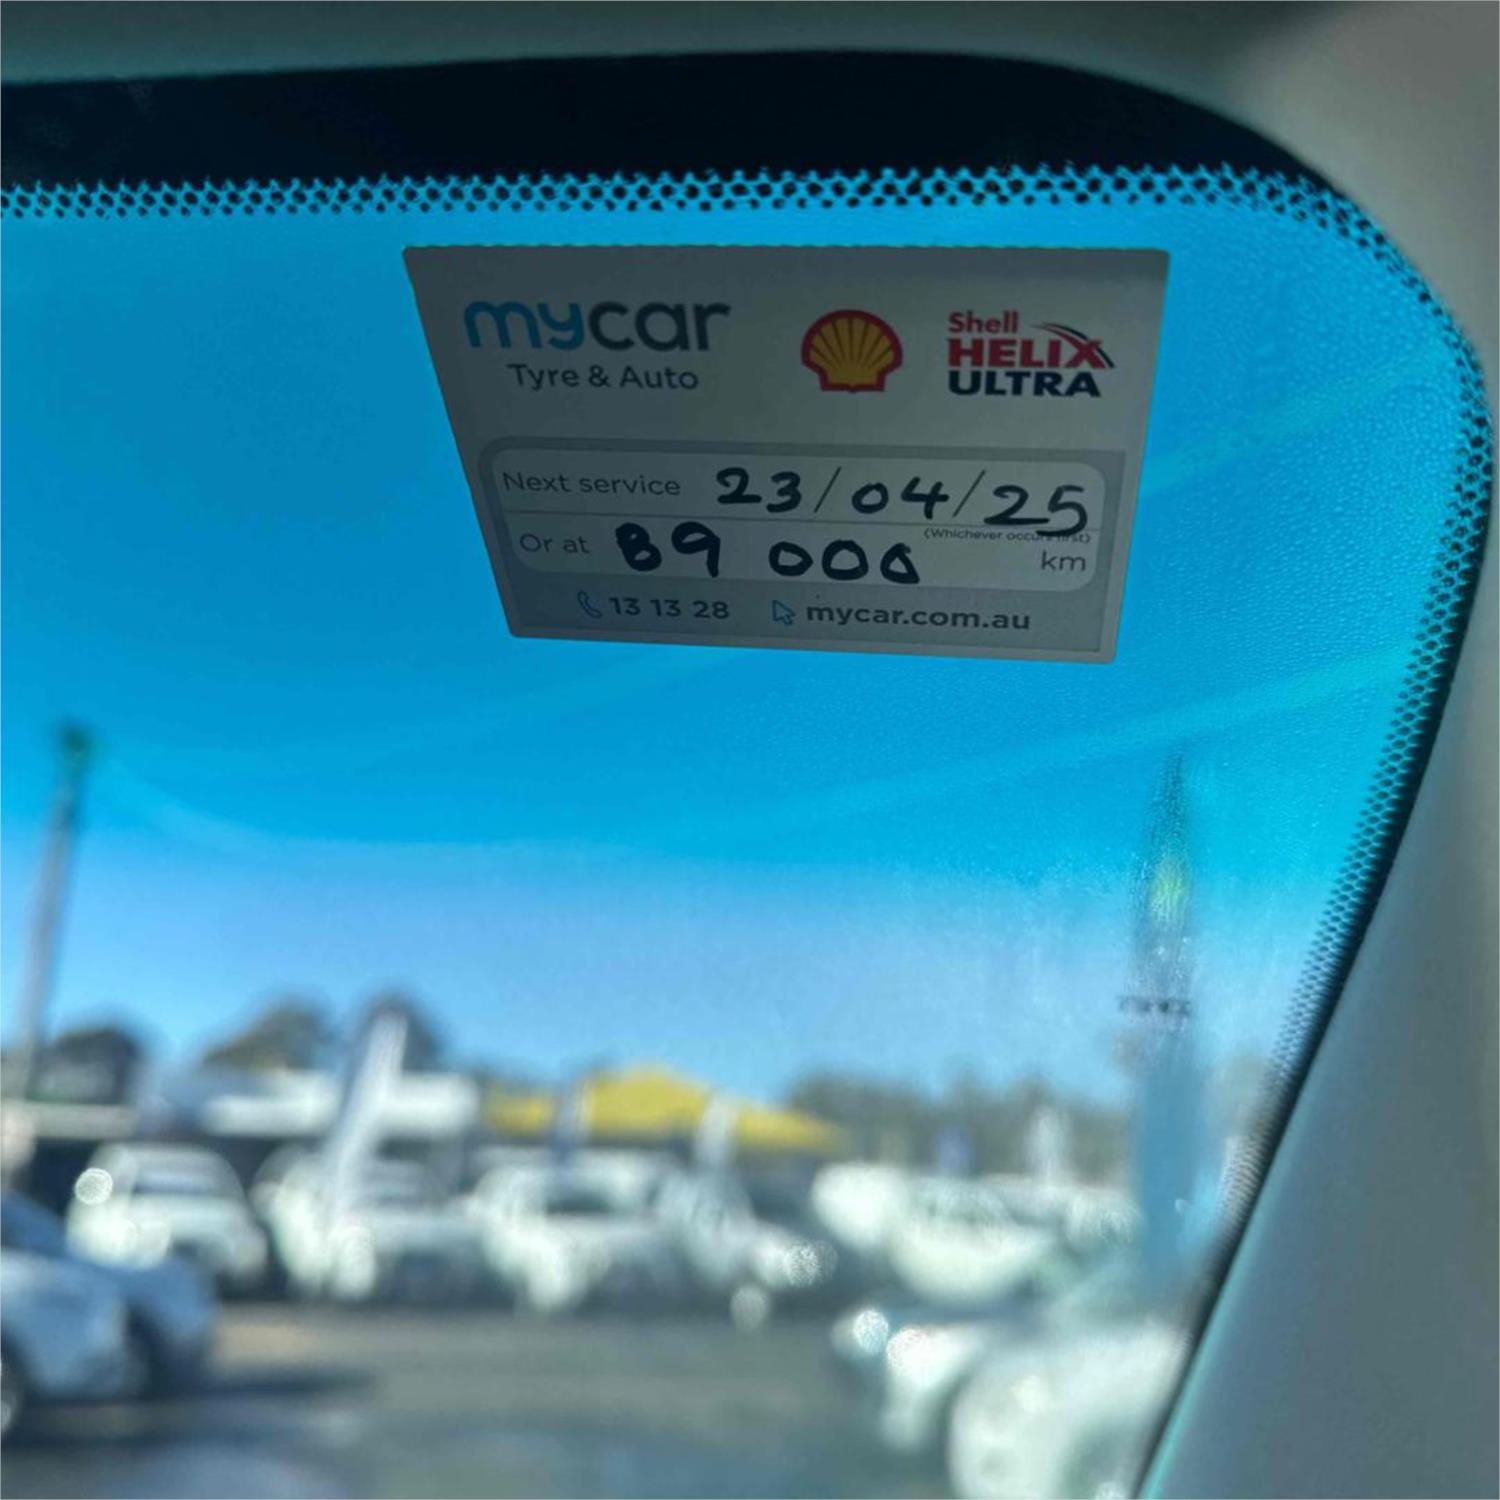 mycar
Tyre & Auto
Shell
HELIX
ULTRA
Next service 23/04/25
(Whichever occurs first)
Or at 89 000 km
13 13 28 mycar.com.au